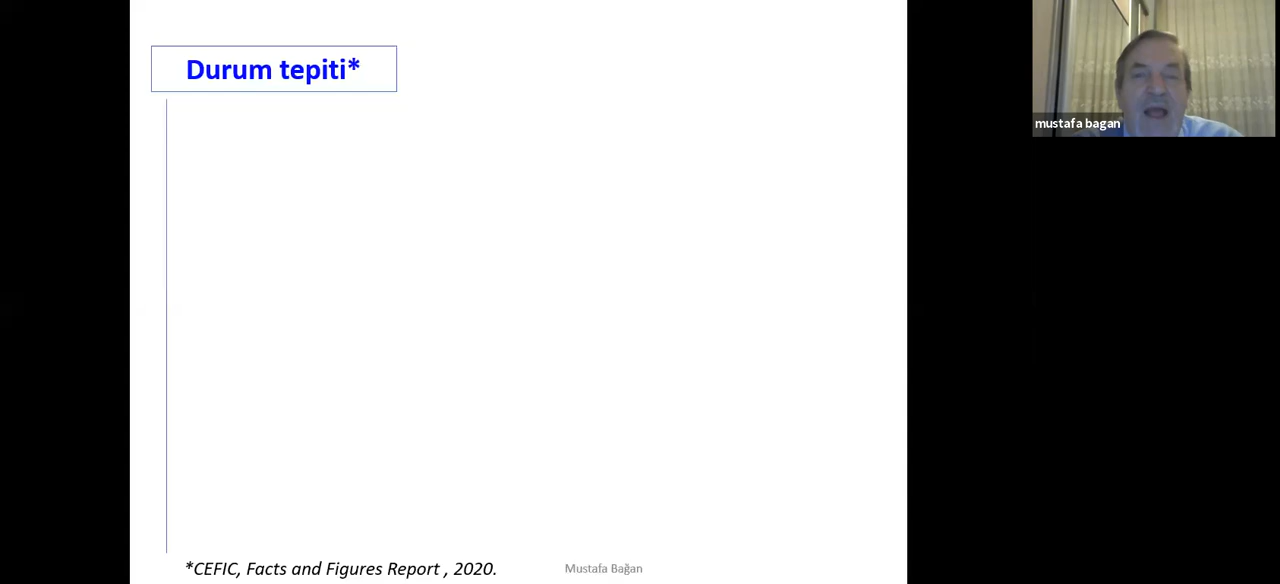 Durum tepiti*
mustafa bagan
*CEFIC, Facts and Figures Report , 2020.
Mustafa Bağan